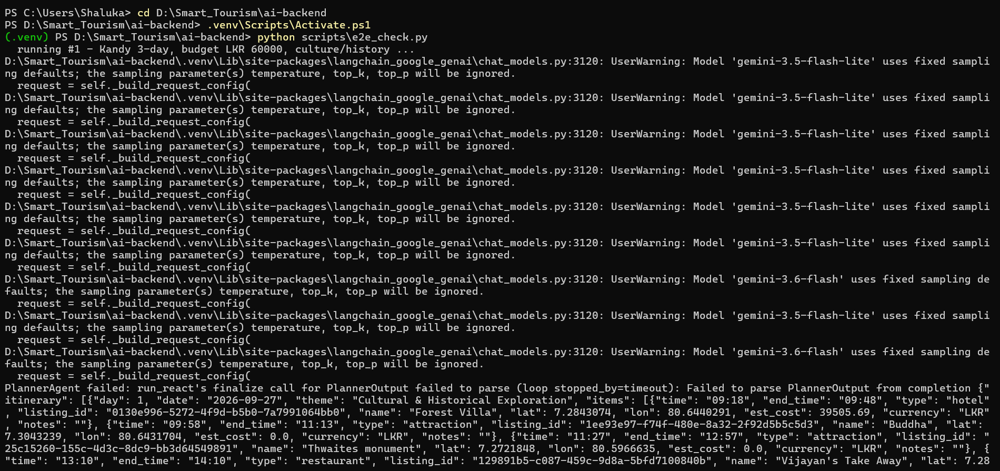 PS C:\Users\Shaluka> cd D:\Smart_Tourism\ai-backend
PS D:\Smart_Tourism\ai-backend> .venv\Scripts\Activate.ps1
(.venv) PS D:\Smart_Tourism\ai-backend> python scripts\e2e_check.py
  running #1 - Kandy 3-day, budget LKR 60000, culture/history ...
D:\Smart_Tourism\ai-backend\.venv\Lib\site-packages\langchain_google_genai\chat_models.py:3120: UserWarning: Model 'gemini-3.5-flash-lite' uses fixed sampli
ng defaults; the sampling parameter(s) temperature, top_k, top_p will be ignored.
  request = self._build_request_config(
D:\Smart_Tourism\ai-backend\.venv\Lib\site-packages\langchain_google_genai\chat_models.py:3120: UserWarning: Model 'gemini-3.5-flash-lite' uses fixed sampli
ng defaults; the sampling parameter(s) temperature, top_k, top_p will be ignored.
  request = self._build_request_config(
D:\Smart_Tourism\ai-backend\.venv\Lib\site-packages\langchain_google_genai\chat_models.py:3120: UserWarning: Model 'gemini-3.5-flash-lite' uses fixed sampli
ng defaults; the sampling parameter(s) temperature, top_k, top_p will be ignored.
  request = self._build_request_config(
D:\Smart_Tourism\ai-backend\.venv\Lib\site-packages\langchain_google_genai\chat_models.py:3120: UserWarning: Model 'gemini-3.5-flash-lite' uses fixed sampli
ng defaults; the sampling parameter(s) temperature, top_k, top_p will be ignored.
  request = self._build_request_config(
D:\Smart_Tourism\ai-backend\.venv\Lib\site-packages\langchain_google_genai\chat_models.py:3120: UserWarning: Model 'gemini-3.5-flash-lite' uses fixed sampli
ng defaults; the sampling parameter(s) temperature, top_k, top_p will be ignored.
  request = self._build_request_config(
D:\Smart_Tourism\ai-backend\.venv\Lib\site-packages\langchain_google_genai\chat_models.py:3120: UserWarning: Model 'gemini-3.5-flash-lite' uses fixed sampli
ng defaults; the sampling parameter(s) temperature, top_k, top_p will be ignored.
  request = self._build_request_config(
D:\Smart_Tourism\ai-backend\.venv\Lib\site-packages\langchain_google_genai\chat_models.py:3120: UserWarning: Model 'gemini-3.6-flash' uses fixed sampling de
faults; the sampling parameter(s) temperature, top_k, top_p will be ignored.
  request = self._build_request_config(
D:\Smart_Tourism\ai-backend\.venv\Lib\site-packages\langchain_google_genai\chat_models.py:3120: UserWarning: Model 'gemini-3.5-flash-lite' uses fixed sampli
ng defaults; the sampling parameter(s) temperature, top_k, top_p will be ignored.
  request = self._build_request_config(
D:\Smart_Tourism\ai-backend\.venv\Lib\site-packages\langchain_google_genai\chat_models.py:3120: UserWarning: Model 'gemini-3.6-flash' uses fixed sampling de
faults; the sampling parameter(s) temperature, top_k, top_p will be ignored.
  request = self._build_request_config(
PlannerAgent failed: run_react's finalize call for PlannerOutput failed to parse (loop stopped_by=timeout): Failed to parse PlannerOutput from completion {"
itinerary": [{"day": 1, "date": "2026-09-27", "theme": "Cultural & Historical Exploration", "items": [{"time": "09:18", "end_time": "09:48", "type": "hotel"
, "listing_id": "0130e996-5272-4f9d-b5b0-7a7991064bb0", "name": "Forest Villa", "lat": 7.2843074, "lon": 80.6440291, "est_cost": 39505.69, "currency": "LKR"
, "notes": ""}, {"time": "09:58", "end_time": "11:13", "type": "attraction", "listing_id": "1ee93e97-f74f-480e-8a32-2f92d5b5c5d3", "name": "Buddha", "lat":
7.3043239, "lon": 80.6431704, "est_cost": 0.0, "currency": "LKR", "notes": ""}, {"time": "11:27", "end_time": "12:57", "type": "attraction", "listing_id": "
25c15260-155c-4d3c-8dc9-bb3d64549891", "name": "Thwaites monument", "lat": 7.2721848, "lon": 80.5966635, "est_cost": 0.0, "currency": "LKR", "notes": ""}, {
"time": "13:10", "end_time": "14:10", "type": "restaurant", "listing_id": "129891b5-c087-459c-9d8a-5bfd7100840b", "name": "Vijayan's Take Away", "lat": 7.28